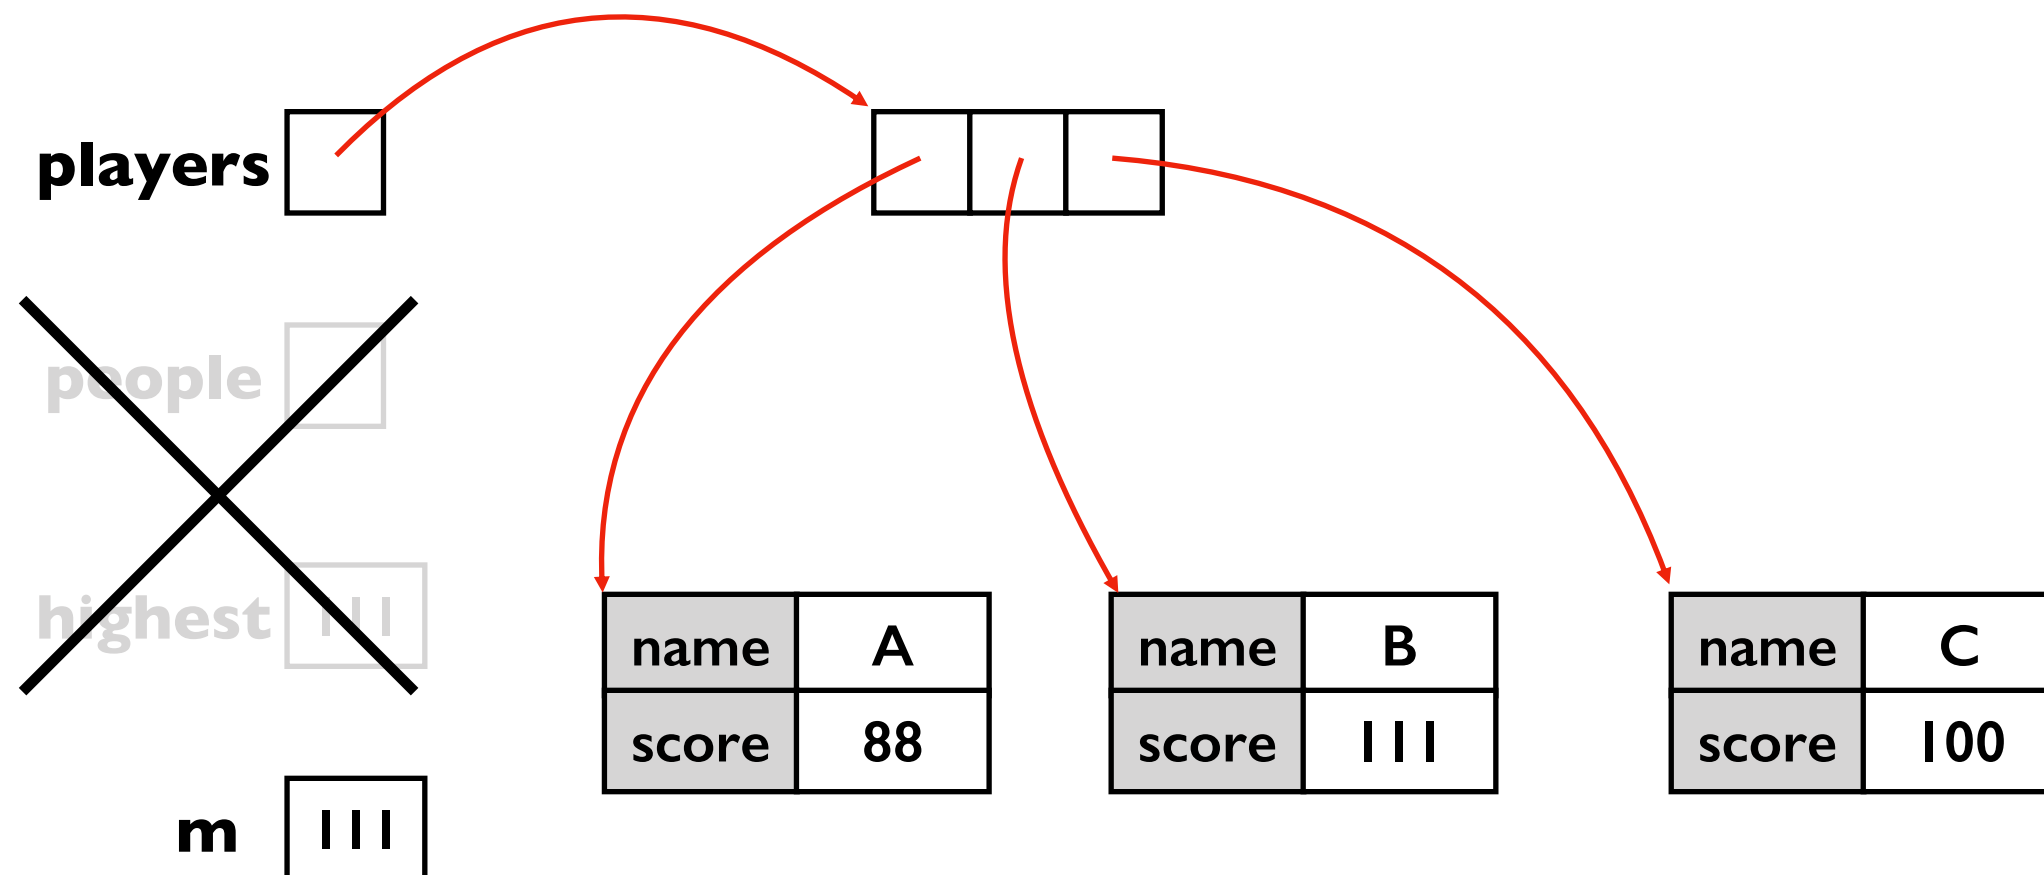 players
people
highest 111
name A name B name C
score 88 score 111 score 100
m 111